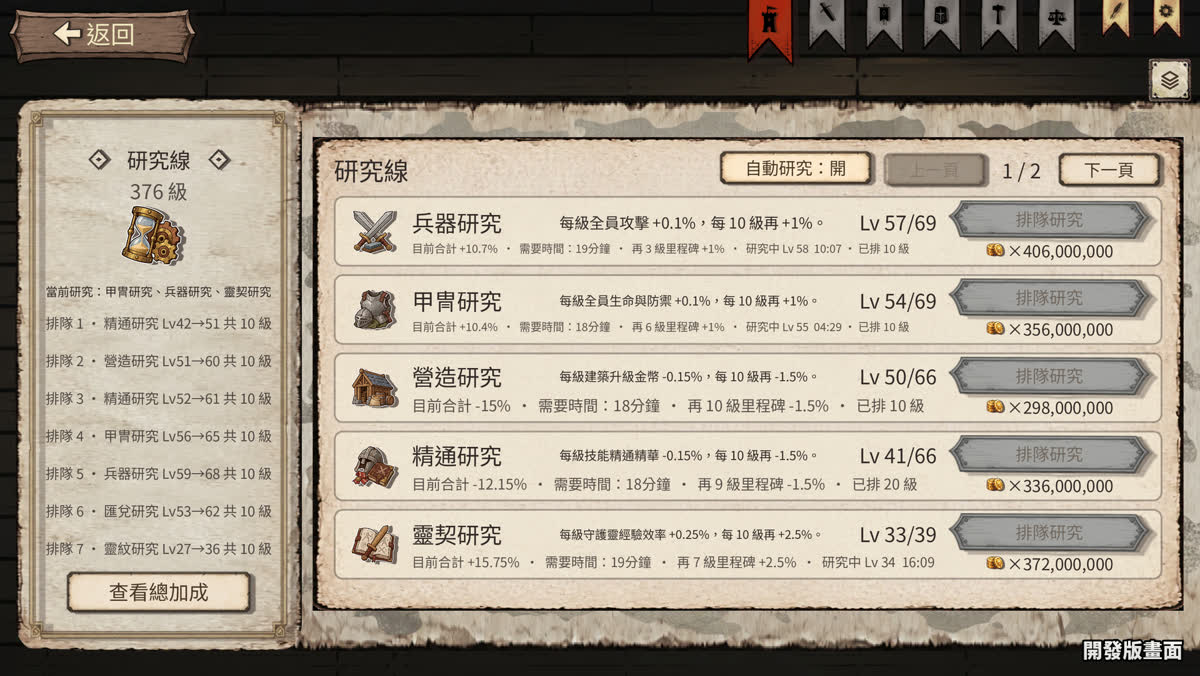 返回
研究線
376 級
當前研究：甲冑研究、兵器研究、靈契研究
排隊 1 · 精通研究 Lv42→51 共 10 級
排隊 2 · 營造研究 Lv51→60 共 10 級
排隊 3 · 精通研究 Lv52→61 共 10 級
排隊 4 · 甲冑研究 Lv56→65 共 10 級
排隊 5 · 兵器研究 Lv59→68 共 10 級
排隊 6 · 匯兌研究 Lv53→62 共 10 級
排隊 7 · 靈紋研究 Lv27→36 共 10 級
查看總加成
研究線
自動研究：開
上一頁
1 / 2
下一頁
兵器研究
每級全員攻擊 +0.1%，每 10 級再 +1%。
Lv 57/69
排隊研究
目前合計 +10.7% · 需要時間：19分鐘 · 再 3 級里程碑 +1% · 研究中 Lv 58 10:07 · 已排 10 級
×406,000,000
甲冑研究
每級全員生命與防禦 +0.1%，每 10 級再 +1%。
Lv 54/69
排隊研究
目前合計 +10.4% · 需要時間：18分鐘 · 再 6 級里程碑 +1% · 研究中 Lv 55 04:29 · 已排 10 級
×356,000,000
營造研究
每級建築升級金幣 -0.15%，每 10 級再 -1.5%。
Lv 50/66
排隊研究
目前合計 -15% · 需要時間：18分鐘 · 再 10 級里程碑 -1.5% · 已排 10 級
×298,000,000
精通研究
每級技能精通精華 -0.15%，每 10 級再 -1.5%。
Lv 41/66
排隊研究
目前合計 -12.15% · 需要時間：18分鐘 · 再 9 級里程碑 -1.5% · 已排 20 級
×336,000,000
靈契研究
每級守護靈經驗效率 +0.25%，每 10 級再 +2.5%。
Lv 33/39
排隊研究
目前合計 +15.75% · 需要時間：19分鐘 · 再 7 級里程碑 +2.5% · 研究中 Lv 34 16:09
×372,000,000
開發版畫面